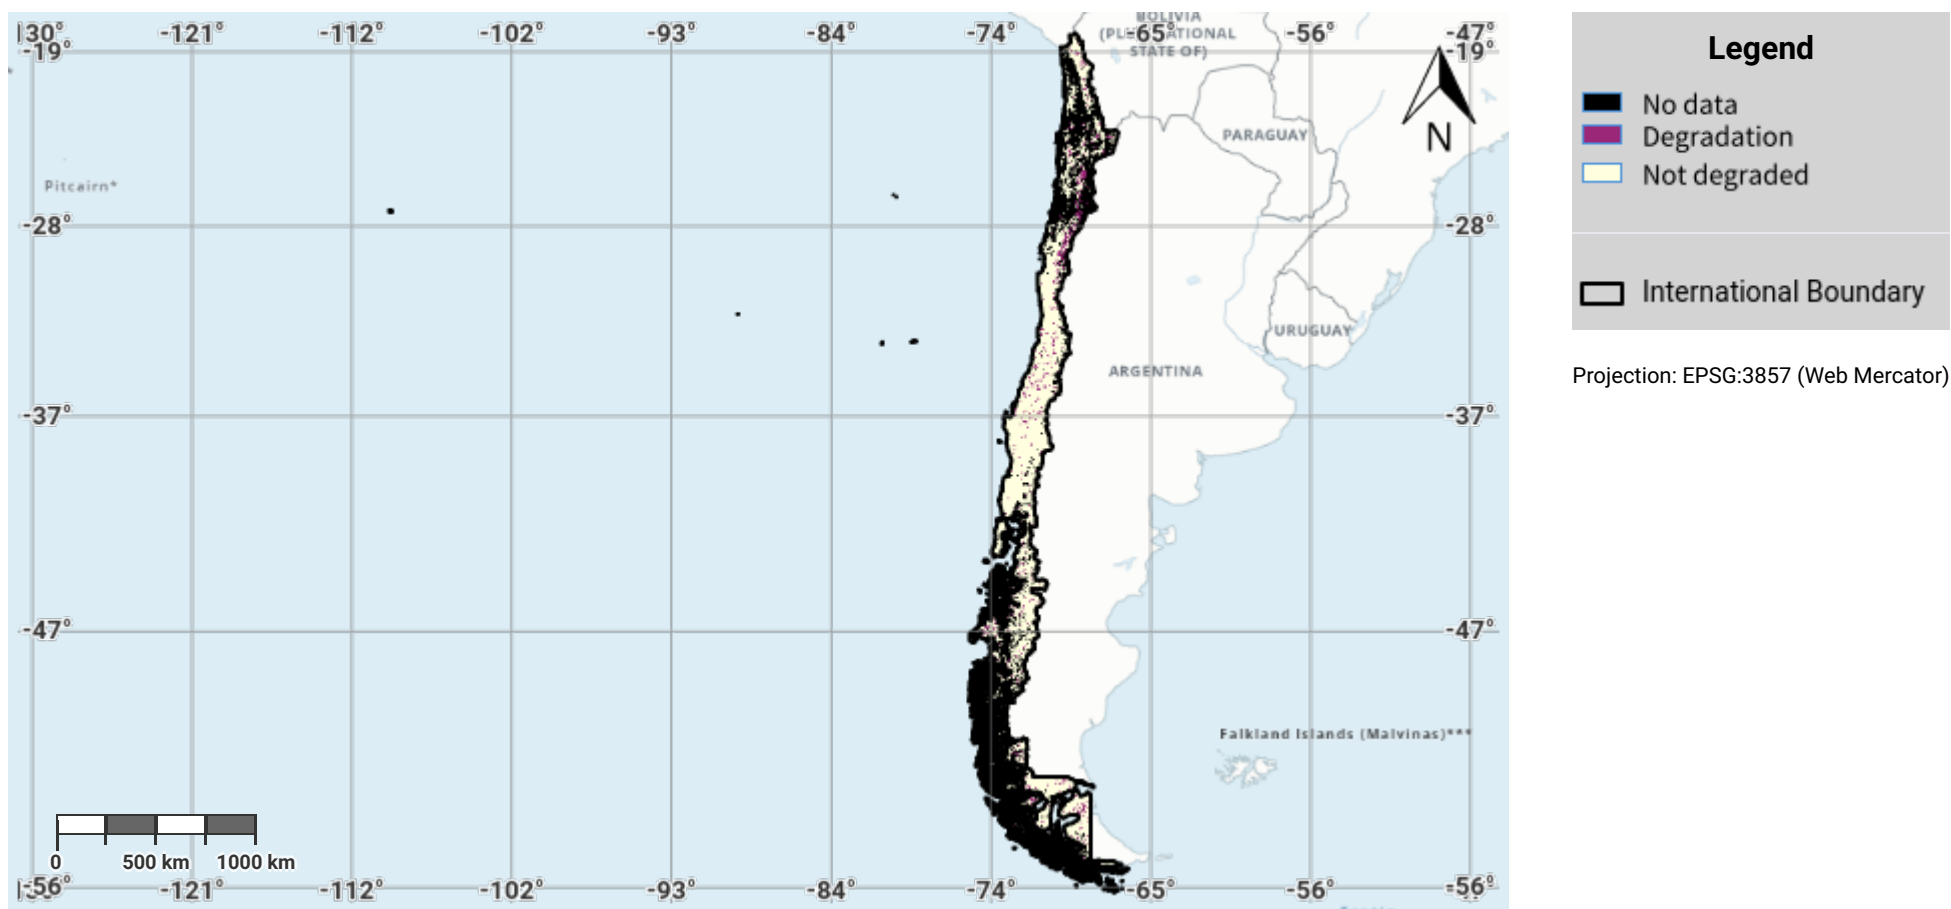 130° -121° -112° -102° -93° -84° -74° -65° -56° -47°
-19° -19°
BOLIVIA
(PLURINATIONAL
STATE OF)
N
PARAGUAY
Pitcairn*
-28° -28°
URUGUAY
ARGENTINA
-37° -37°
-47° -47°
Falkland Islands (Malvinas)***
0 500 km 1000 km
-56° -121° -112° -102° -93° -84° -74° -65° -56° -56°
Legend
No data
Degradation
Not degraded
International Boundary
Projection: EPSG:3857 (Web Mercator)